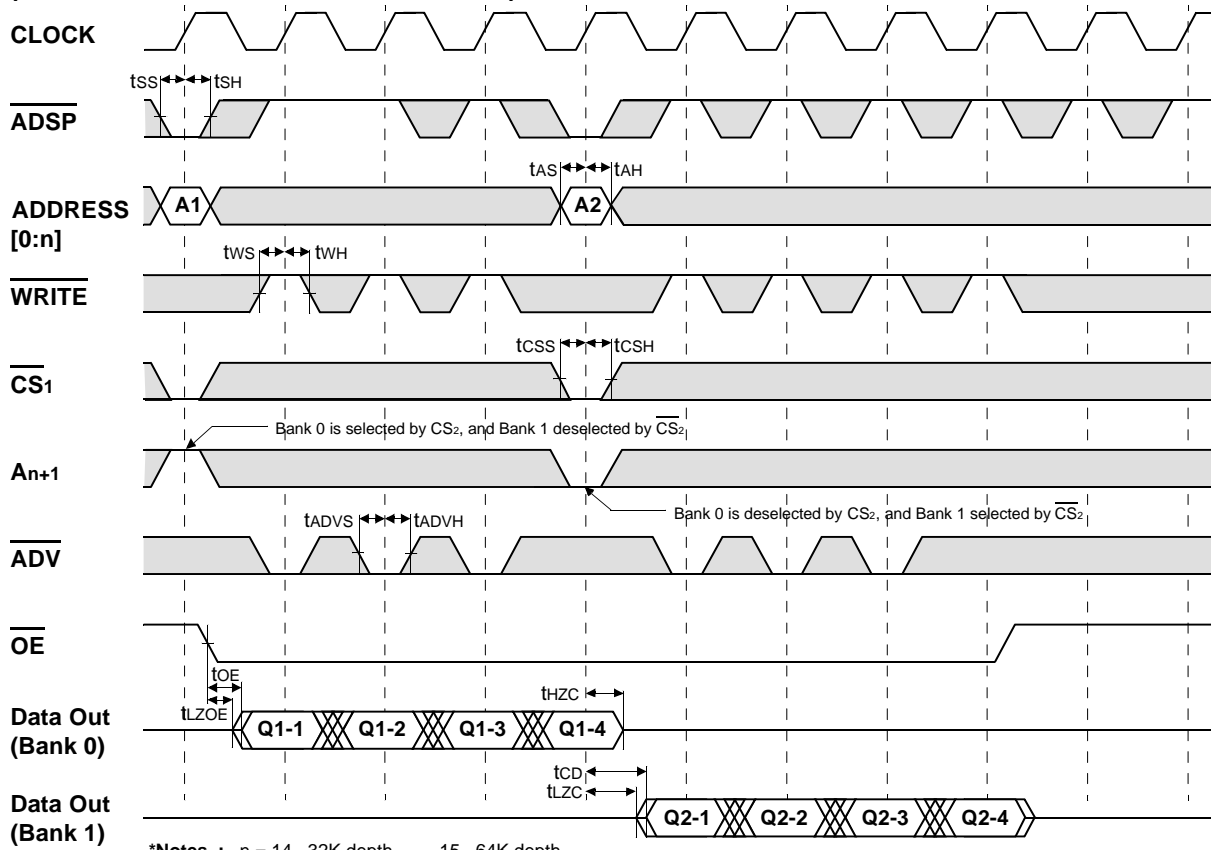 CLOCK
tSS tSH
ADSP
tAS tAH
ADDRESS
[0:n]
A1 A2
tWS tWH
WRITE
tCSS tCSH
CS1
Bank 0 is selected by CS2, and Bank 1 deselected by CS2
An+1
Bank 0 is deselected by CS2, and Bank 1 selected by CS2
tADVS tADVH
ADV
OE
tOE
tLZOE
tHZC
Data Out
(Bank 0)
Q1-1 Q1-2 Q1-3 Q1-4
tCD
tLZC
Data Out
(Bank 1)
Q2-1 Q2-2 Q2-3 Q2-4